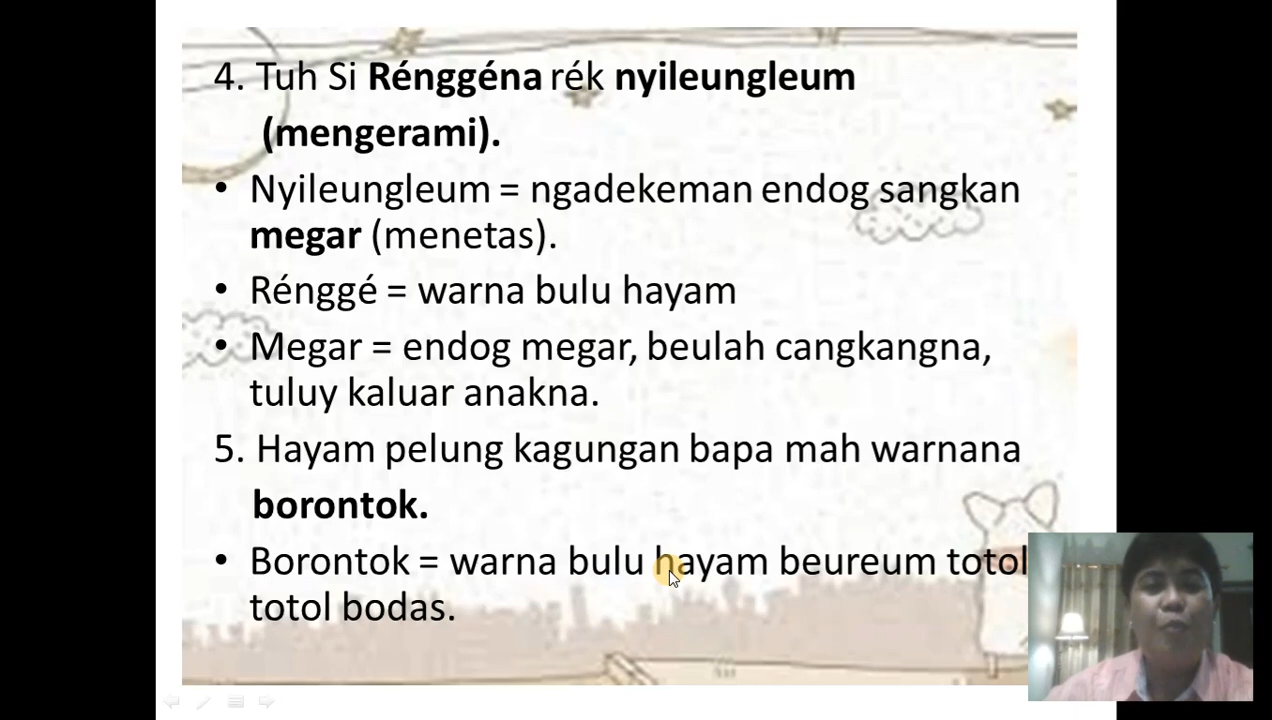 4. Tuh Si Rénggéna rék nyileungleum
(mengerami).
• Nyileungleum = ngadekeman endog sangkan
megar (menetas).
• Rénggé = warna bulu hayam
• Megar = endog megar, beulah cangkangna,
tuluy kaluar anakna.
5. Hayam pelung kagungan bapa mah warnana
borontok.
• Borontok = warna bulu hayam beureum totol
totol bodas.